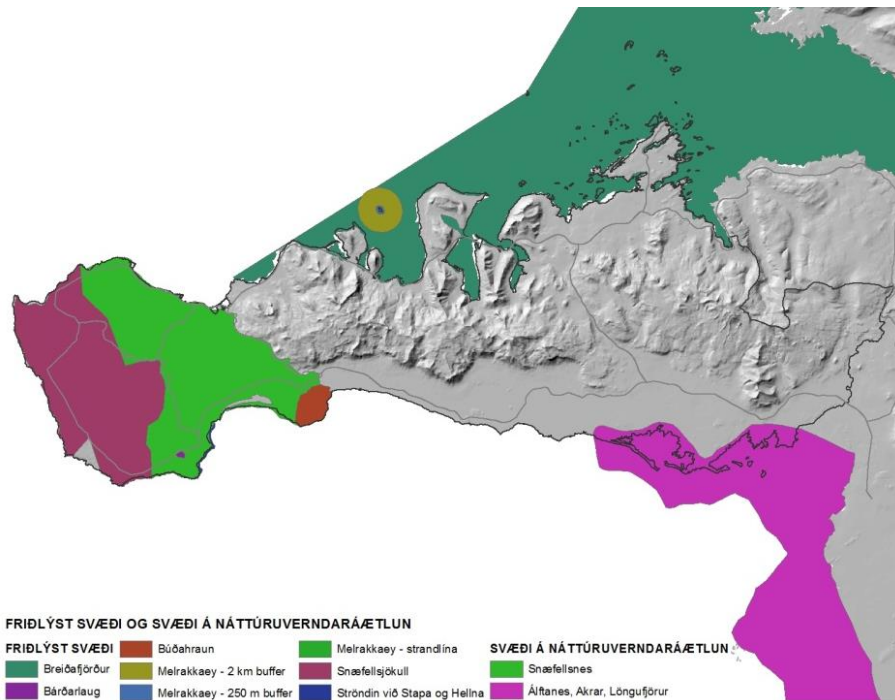 FRIÐLÝST SVÆÐI OG SVÆÐI Á NÁTTÚRUVERNDARÁÆTLUN
FRIÐLÝST SVÆÐI
Breiðafjörður
Bárðarlaug
Búðahraun
Melrakkaey - 2 km buffer
Melrakkaey - 250 m buffer
Melrakkaey - strandlína
Snæfellsjökull
Ströndin við Stapa og Hellna
SVÆÐI Á NÁTTÚRUVERNDARÁÆTLUN
Snæfellsnes
Álftanes, Akrar, Löngufjörur